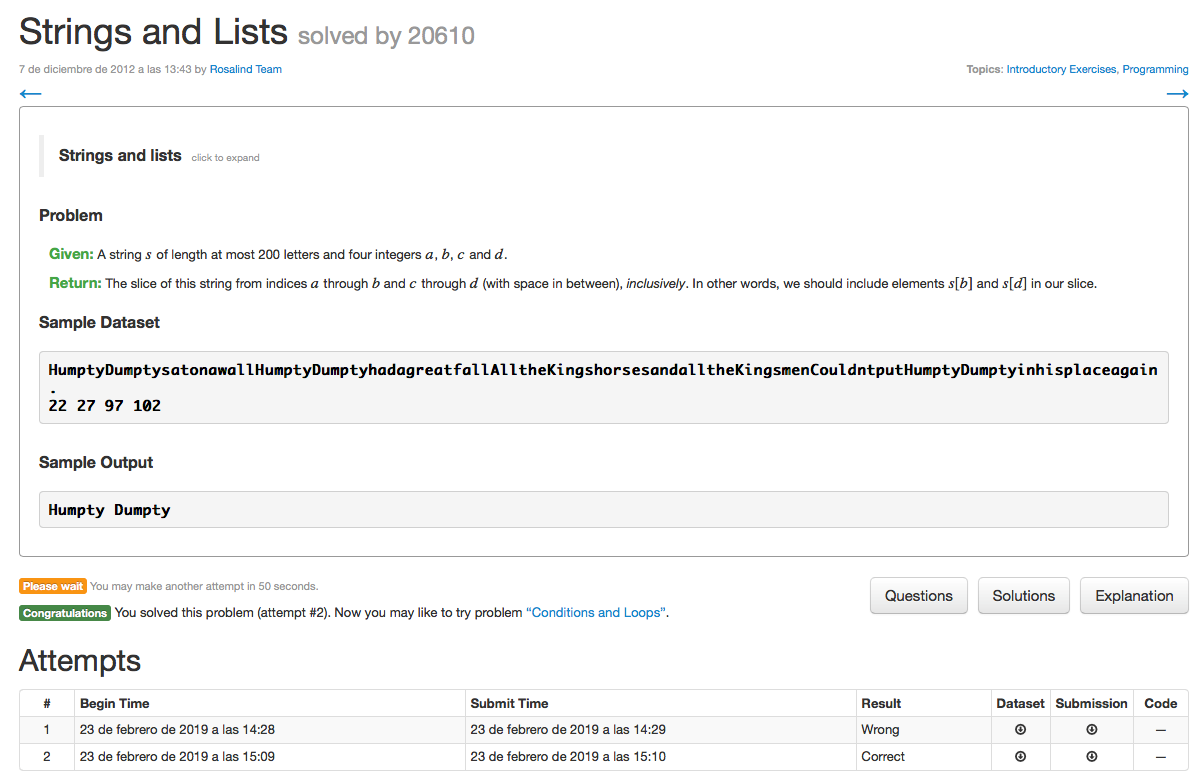 Strings and Lists solved by 20610
7 de diciembre de 2012 a las 13:43 by Rosalind Team Topics: Introductory Exercises, Programming
← →
Strings and lists click to expand
Problem
Given: A string s of length at most 200 letters and four integers a, b, c and d.
Return: The slice of this string from indices a through b and c through d (with space in between), inclusively. In other words, we should include elements s[b] and s[d] in our slice.
Sample Dataset
HumptyDumptysatonawallHumptyDumptyhadagreatfallAlltheKingshorsesandalltheKingsmenCouldntputHumptyDumptyinhisplaceagain
.
22 27 97 102
Sample Output
Humpty Dumpty
Please wait You may make another attempt in 50 seconds.
Congratulations You solved this problem (attempt #2). Now you may like to try problem “Conditions and Loops”.
Questions Solutions Explanation
Attempts
# Begin Time Submit Time Result Dataset Submission Code
1 23 de febrero de 2019 a las 14:28 23 de febrero de 2019 a las 14:29 Wrong —
2 23 de febrero de 2019 a las 15:09 23 de febrero de 2019 a las 15:10 Correct —